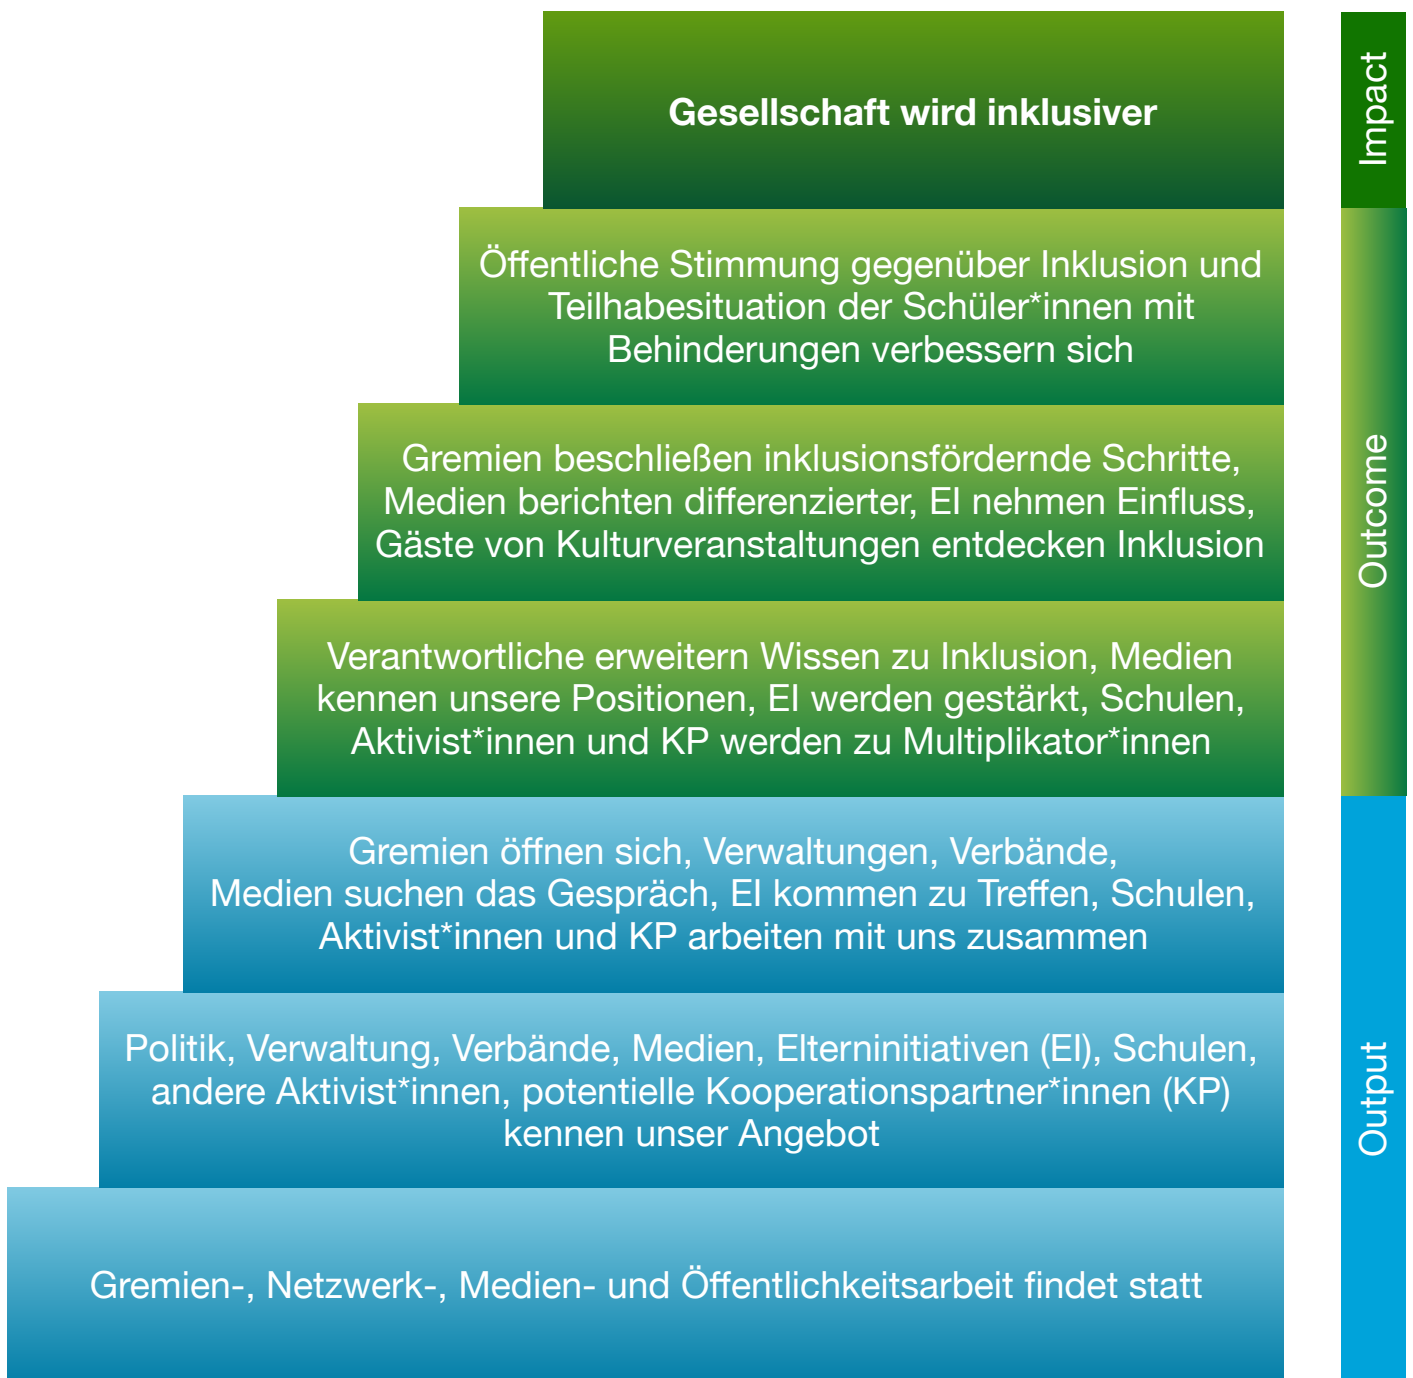 Gesellschaft wird inklusiver
Impact
Öffentliche Stimmung gegenüber Inklusion und
Teilhabesituation der Schüler*innen mit
Behinderungen verbessern sich
Gremien beschließen inklusionsfördernde Schritte,
Medien berichten differenzierter, EI nehmen Einfluss,
Gäste von Kulturveranstaltungen entdecken Inklusion
Outcome
Verantwortliche erweitern Wissen zu Inklusion, Medien
kennen unsere Positionen, EI werden gestärkt, Schulen,
Aktivist*innen und KP werden zu Multiplikator*innen
Gremien öffnen sich, Verwaltungen, Verbände,
Medien suchen das Gespräch, EI kommen zu Treffen, Schulen,
Aktivist*innen und KP arbeiten mit uns zusammen
Politik, Verwaltung, Verbände, Medien, Elterninitiativen (EI), Schulen,
andere Aktivist*innen, potentielle Kooperationspartner*innen (KP)
kennen unser Angebot
Output
Gremien-, Netzwerk-, Medien- und Öffentlichkeitsarbeit findet statt